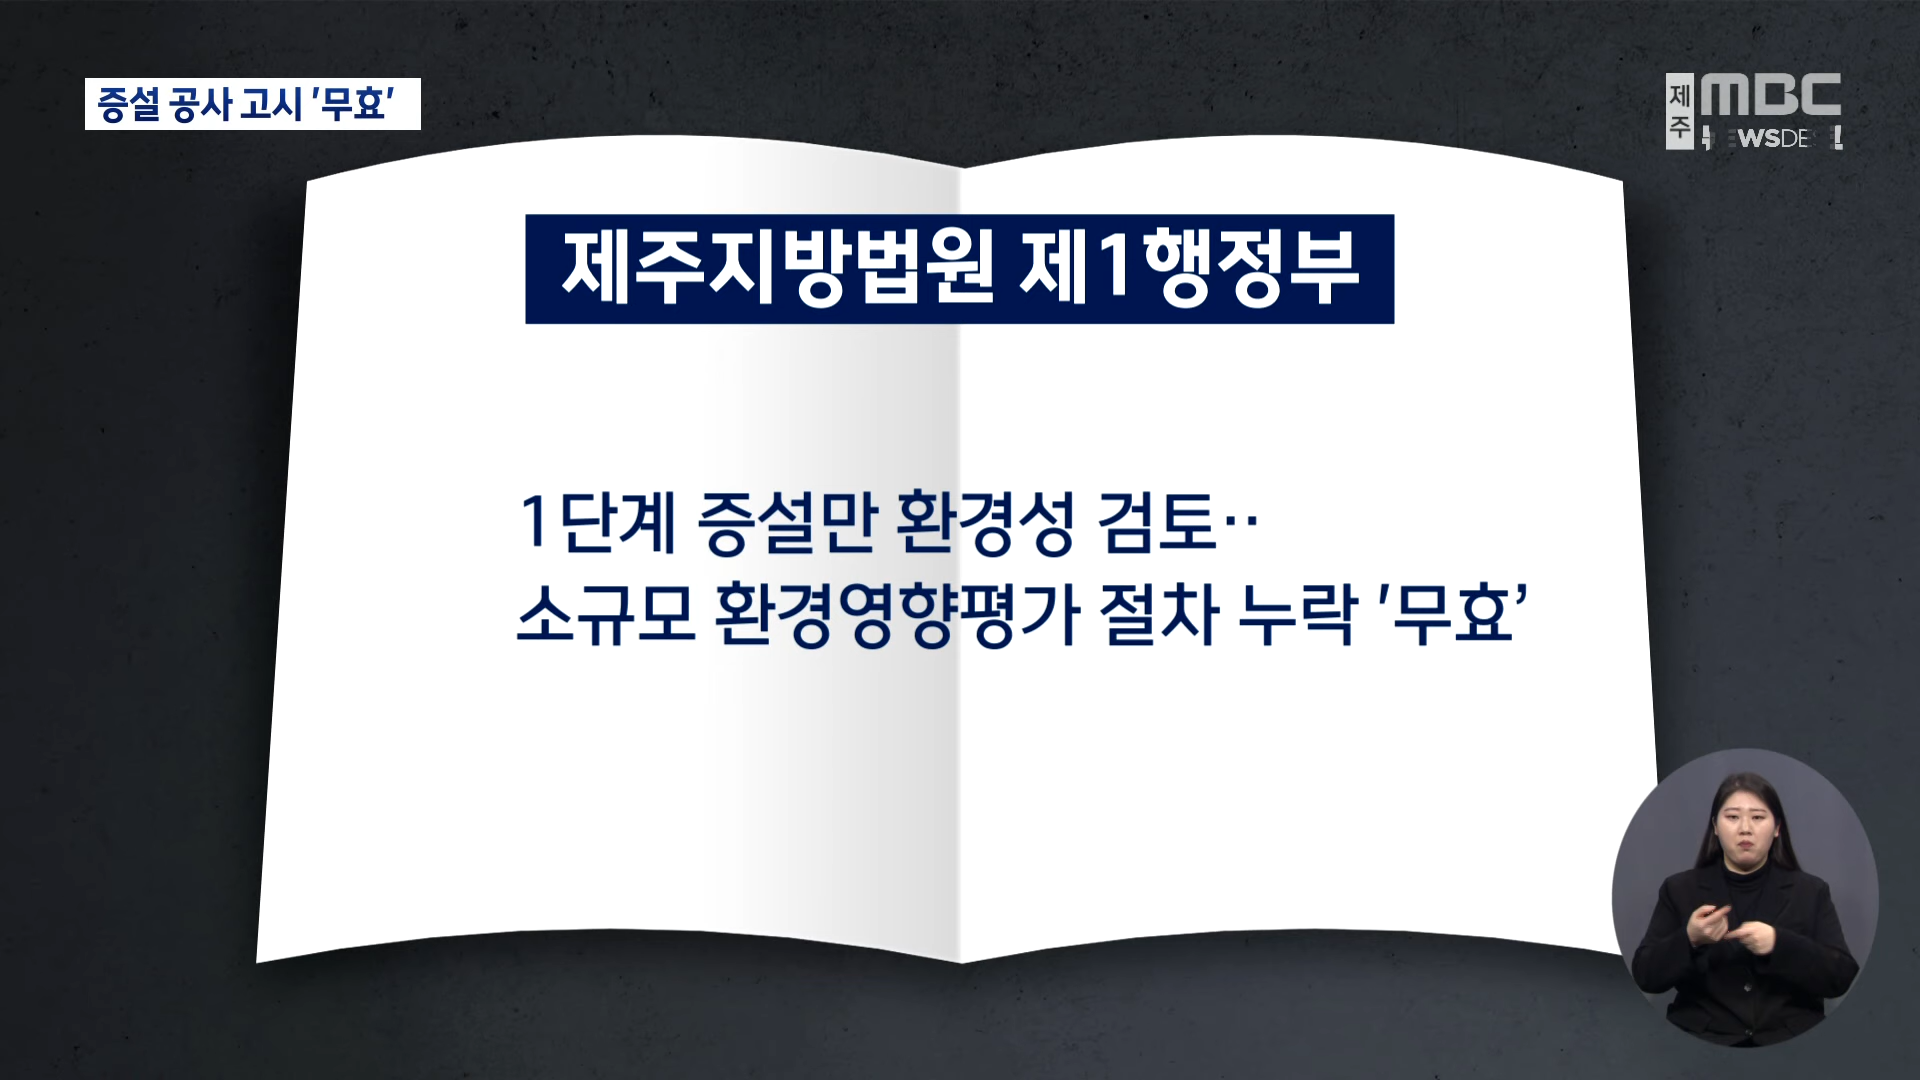 증설 공사 고시 '무효'
제주 MBC
제주지방법원 제1행정부
1단계 증설만 환경성 검토··
소규모 환경영향평가 절차 누락 '무효'